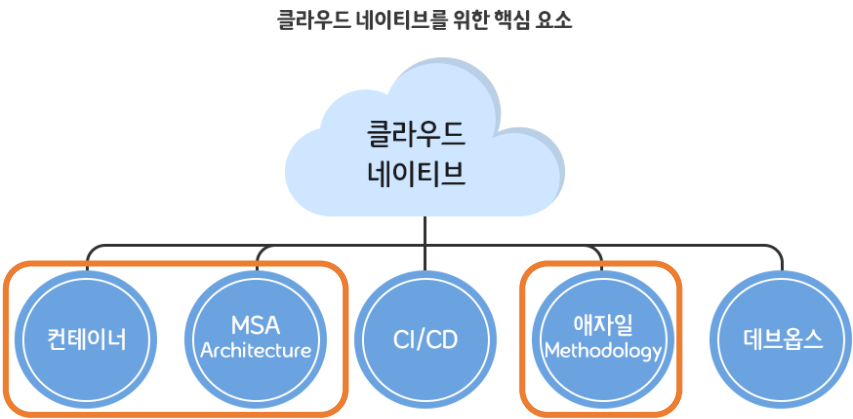 클라우드 네이티브를 위한 핵심 요소
클라우드
네이티브
컨테이너
MSA
Architecture
CI/CD
애자일
Methodology
데브옵스